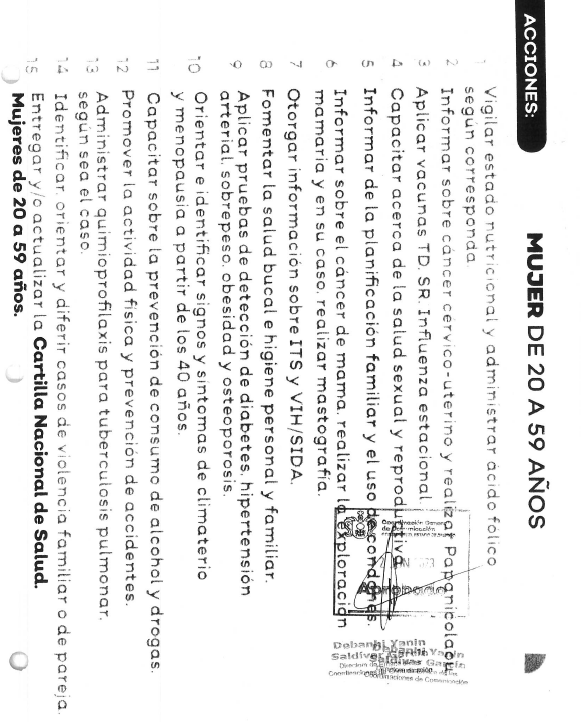 ACCIONES:
MUJER DE 20 A 59 AÑOS
1 Vigilar estado nutricional y administrar ácido fólico
según corresponda.
2 Informar sobre cáncer cérvico-uterino y realizar Papanicolaou
3 Aplicar vacunas TD, SR, Influenza estacional
4 Capacitar acerca de la salud sexual y reproductiva
5 Informar de la planificación familiar y el uso de condones.
6 Informar sobre el cáncer de mama, realizar la exploración
mamaria y en su caso, realizar mastografía.
7 Otorgar información sobre ITS y VIH/SIDA.
8 Fomentar la salud bucal e higiene personal y familiar.
9 Aplicar pruebas de detección de diabetes, hipertensión
arterial, sobrepeso, obesidad y osteoporosis.
10 Orientar e identificar signos y síntomas de climaterio
y menopausia a partir de los 40 años.
11 Capacitar sobre la prevención de consumo de alcohol y drogas.
12 Promover la actividad física y prevención de accidentes.
13 Administrar quimioprofilaxis para tuberculosis pulmonar,
según sea el caso.
14 Identificar, orientar y diferir casos de violencia familiar o de pareja.
15 Entregar y/o actualizar la Cartilla Nacional de Salud.
Mujeres de 20 a 59 años.
Coordinación General
de Comunicación
Aprobado
Debanhi Yanin
Saldívar García